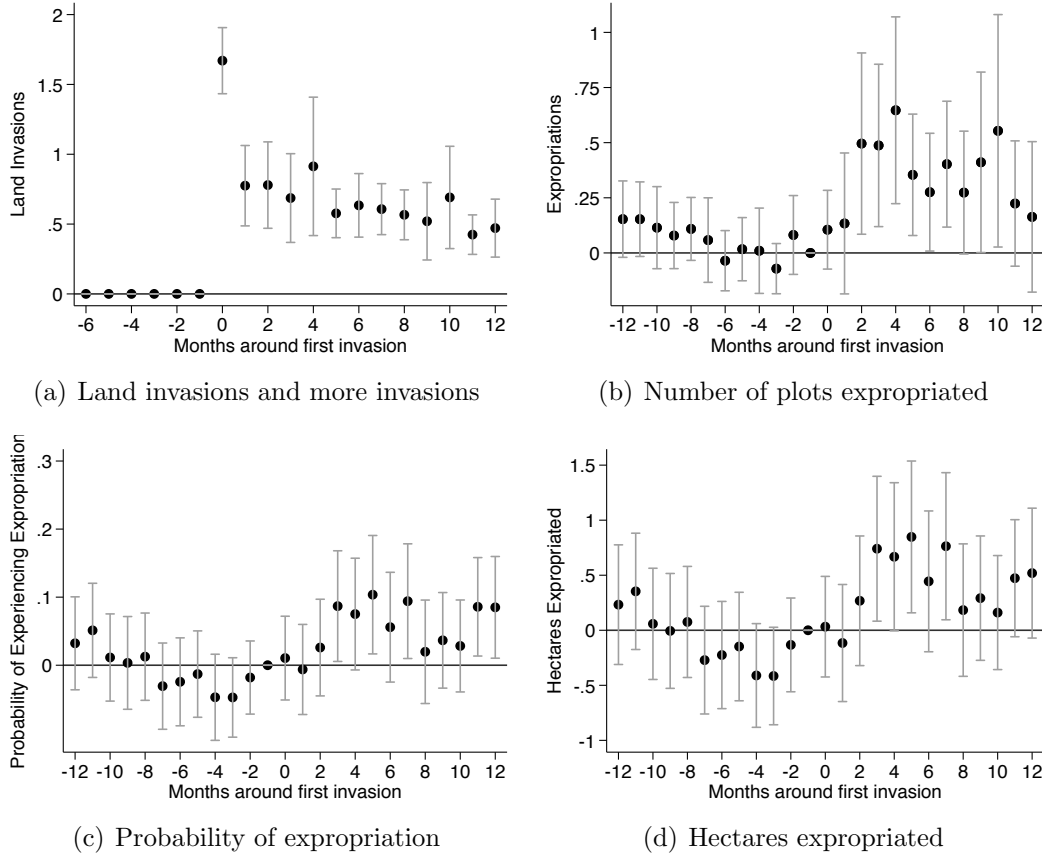 Land Invasions
2
1.5
1
.5
0
-6 -4 -2 0 2 4 6 8 10 12
Months around first invasion
(a) Land invasions and more invasions
Expropriations
1
.75
.5
.25
0
-12 -10 -8 -6 -4 -2 0 2 4 6 8 10 12
Months around first invasion
(b) Number of plots expropriated
Probability of Experiencing Expropriation
.3
.2
.1
0
-12 -10 -8 -6 -4 -2 0 2 4 6 8 10 12
Months around first invasion
(c) Probability of expropriation
Hectares Expropriated
1.5
1
.5
0
-.5
-1
-12 -10 -8 -6 -4 -2 0 2 4 6 8 10 12
Months around first invasion
(d) Hectares expropriated